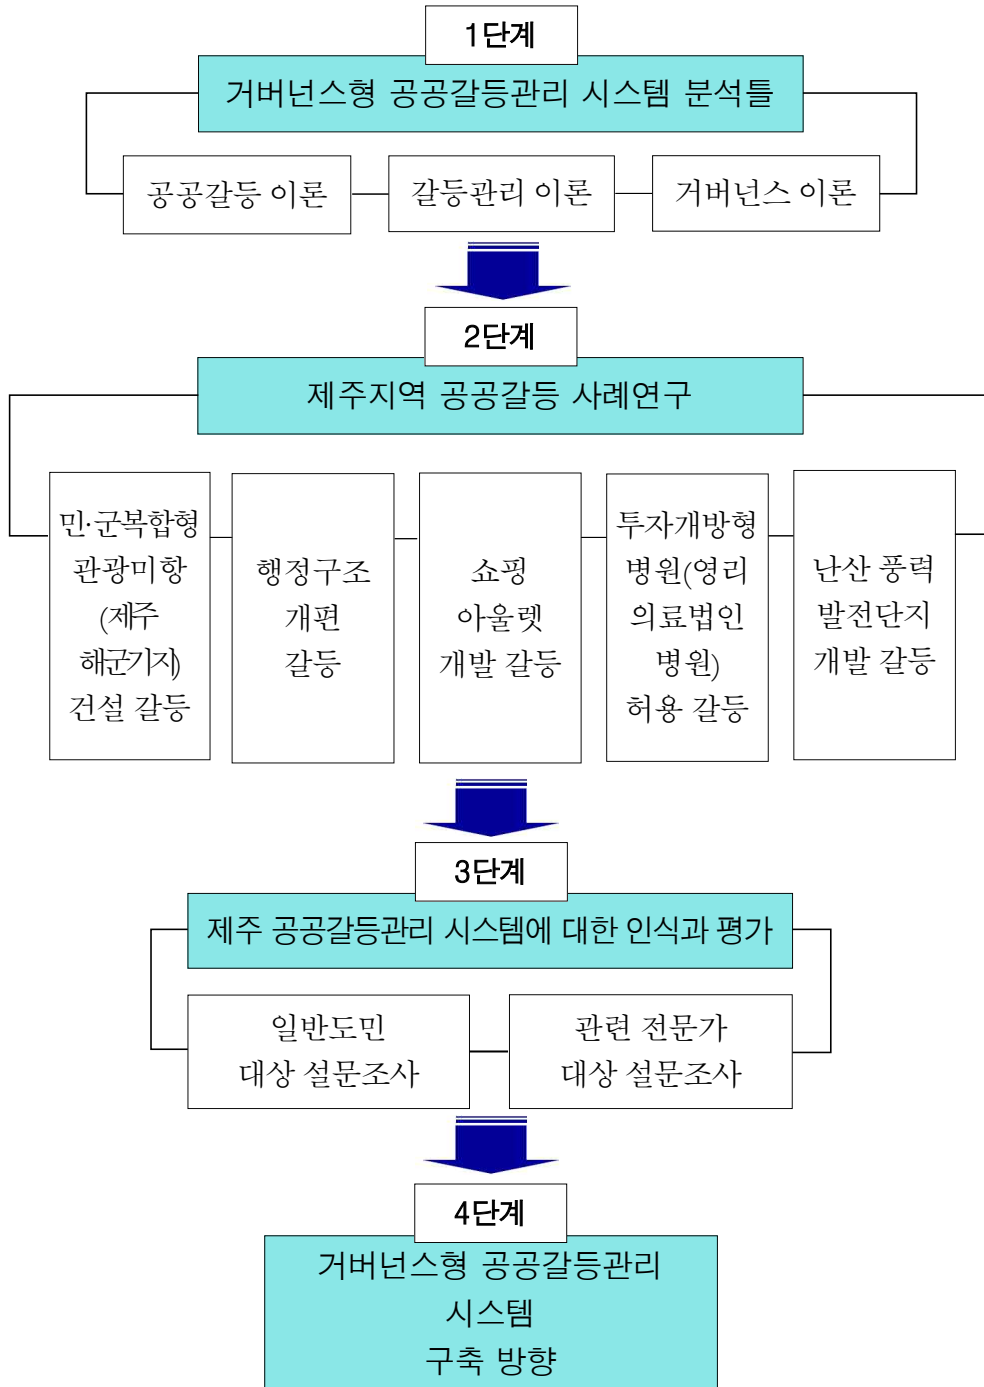 1단계
거버넌스형 공공갈등관리 시스템 분석틀
공공갈등 이론
갈등관리 이론
거버넌스 이론
2단계
제주지역 공공갈등 사례연구
민·군복합형
관광미항
(제주
해군기지)
건설 갈등
행정구조
개편
갈등
쇼핑
아울렛
개발 갈등
투자개방형
병원(영리
의료법인
병원)
허용 갈등
난산 풍력
발전단지
개발 갈등
3단계
제주 공공갈등관리 시스템에 대한 인식과 평가
일반도민
대상 설문조사
관련 전문가
대상 설문조사
4단계
거버넌스형 공공갈등관리
시스템
구축 방향